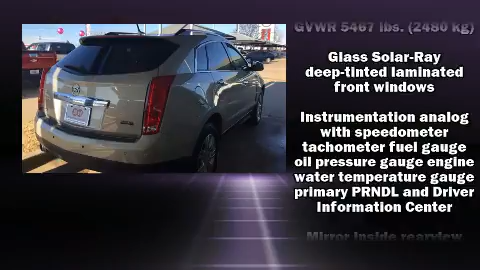 GVWR 5467 lbs. (2480 kg)
Glass Solar-Ray
deep-tinted laminated
front windows
Instrumentation analog
with speedometer
tachometer fuel gauge
oil pressure gauge engine
water temperature gauge
primary PRNDL and Driver
Information Center
Mirror Inside rearview